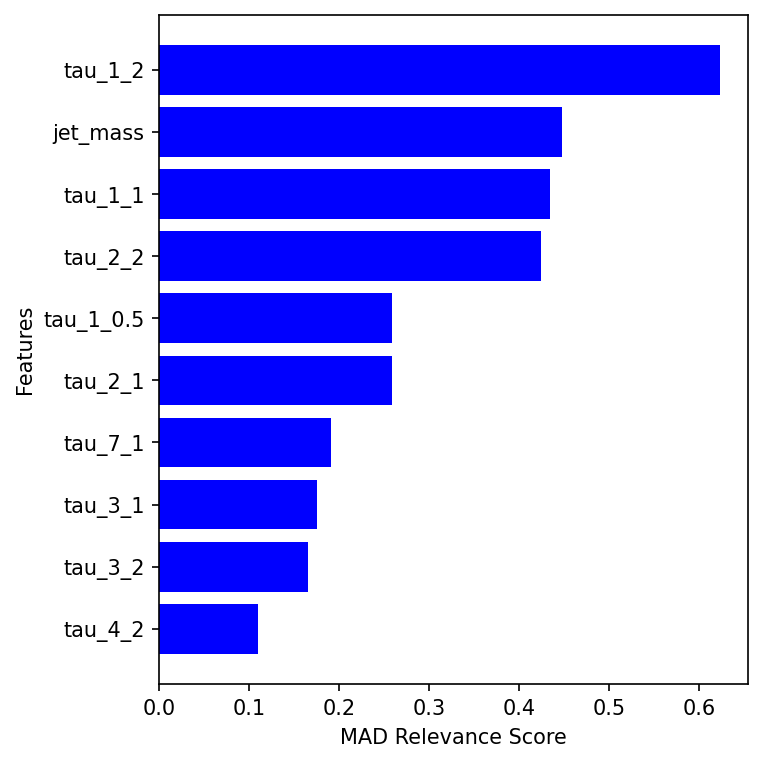 tau_1_2
jet_mass
tau_1_1
tau_2_2
tau_1_0.5
tau_2_1
tau_7_1
tau_3_1
tau_3_2
tau_4_2
Features
0.0 0.1 0.2 0.3 0.4 0.5 0.6
MAD Relevance Score